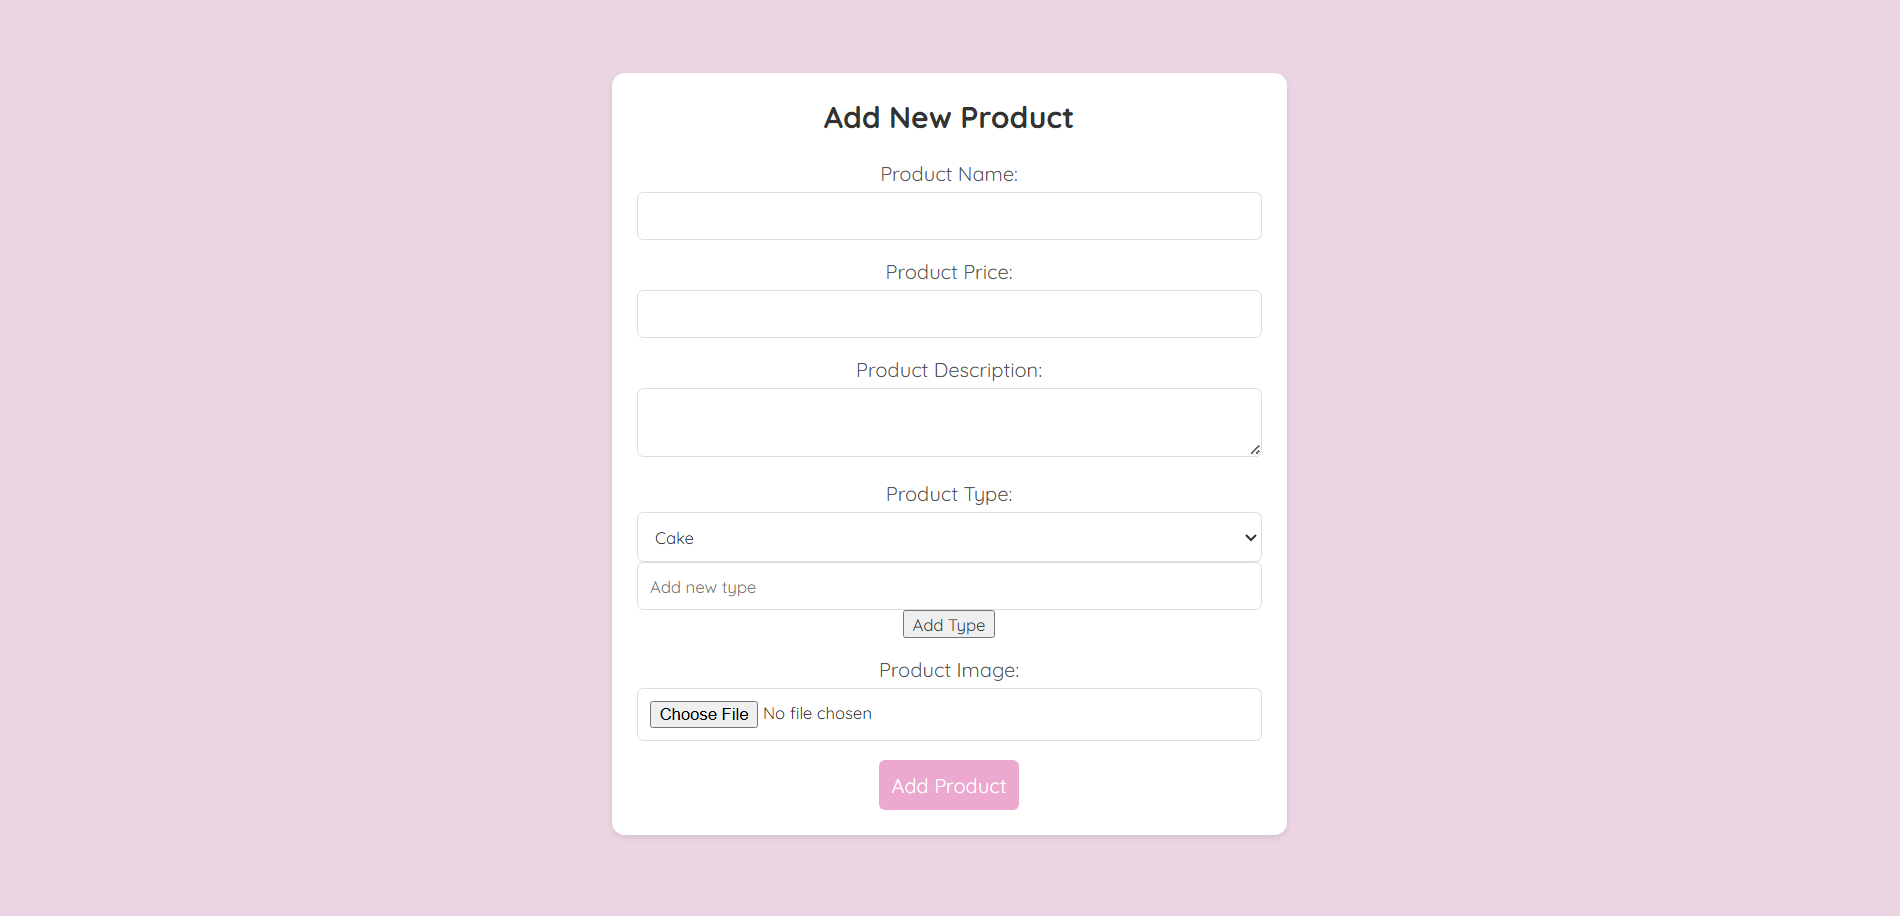 Add New Product
Product Name:
Product Price:
Product Description:
Product Type:
Cake
Add new type
Add Type
Product Image:
Choose File No file chosen
Add Product